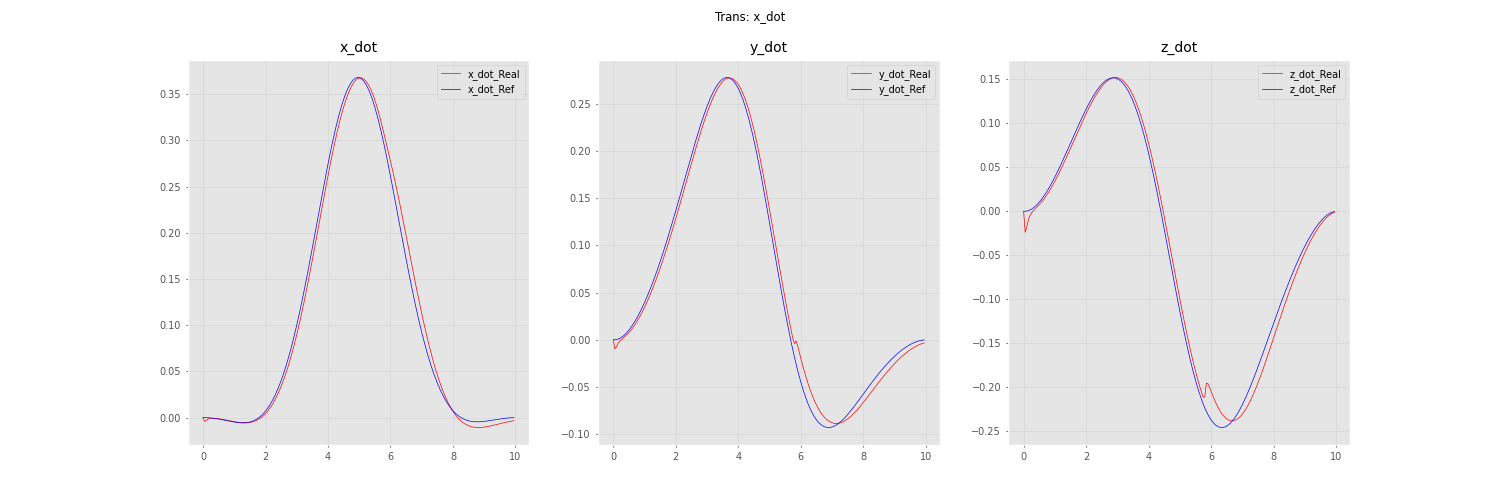 Trans: x_dot
x_dot
x_dot_Real
x_dot_Ref
0.35
0.30
0.25
0.20
0.15
0.10
0.05
0.00
0 2 4 6 8 10
y_dot
y_dot_Real
y_dot_Ref
0.25
0.20
0.15
0.10
0.05
0.00
−0.05
−0.10
0 2 4 6 8 10
z_dot
z_dot_Real
z_dot_Ref
0.15
0.10
0.05
0.00
−0.05
−0.10
−0.15
−0.20
−0.25
0 2 4 6 8 10